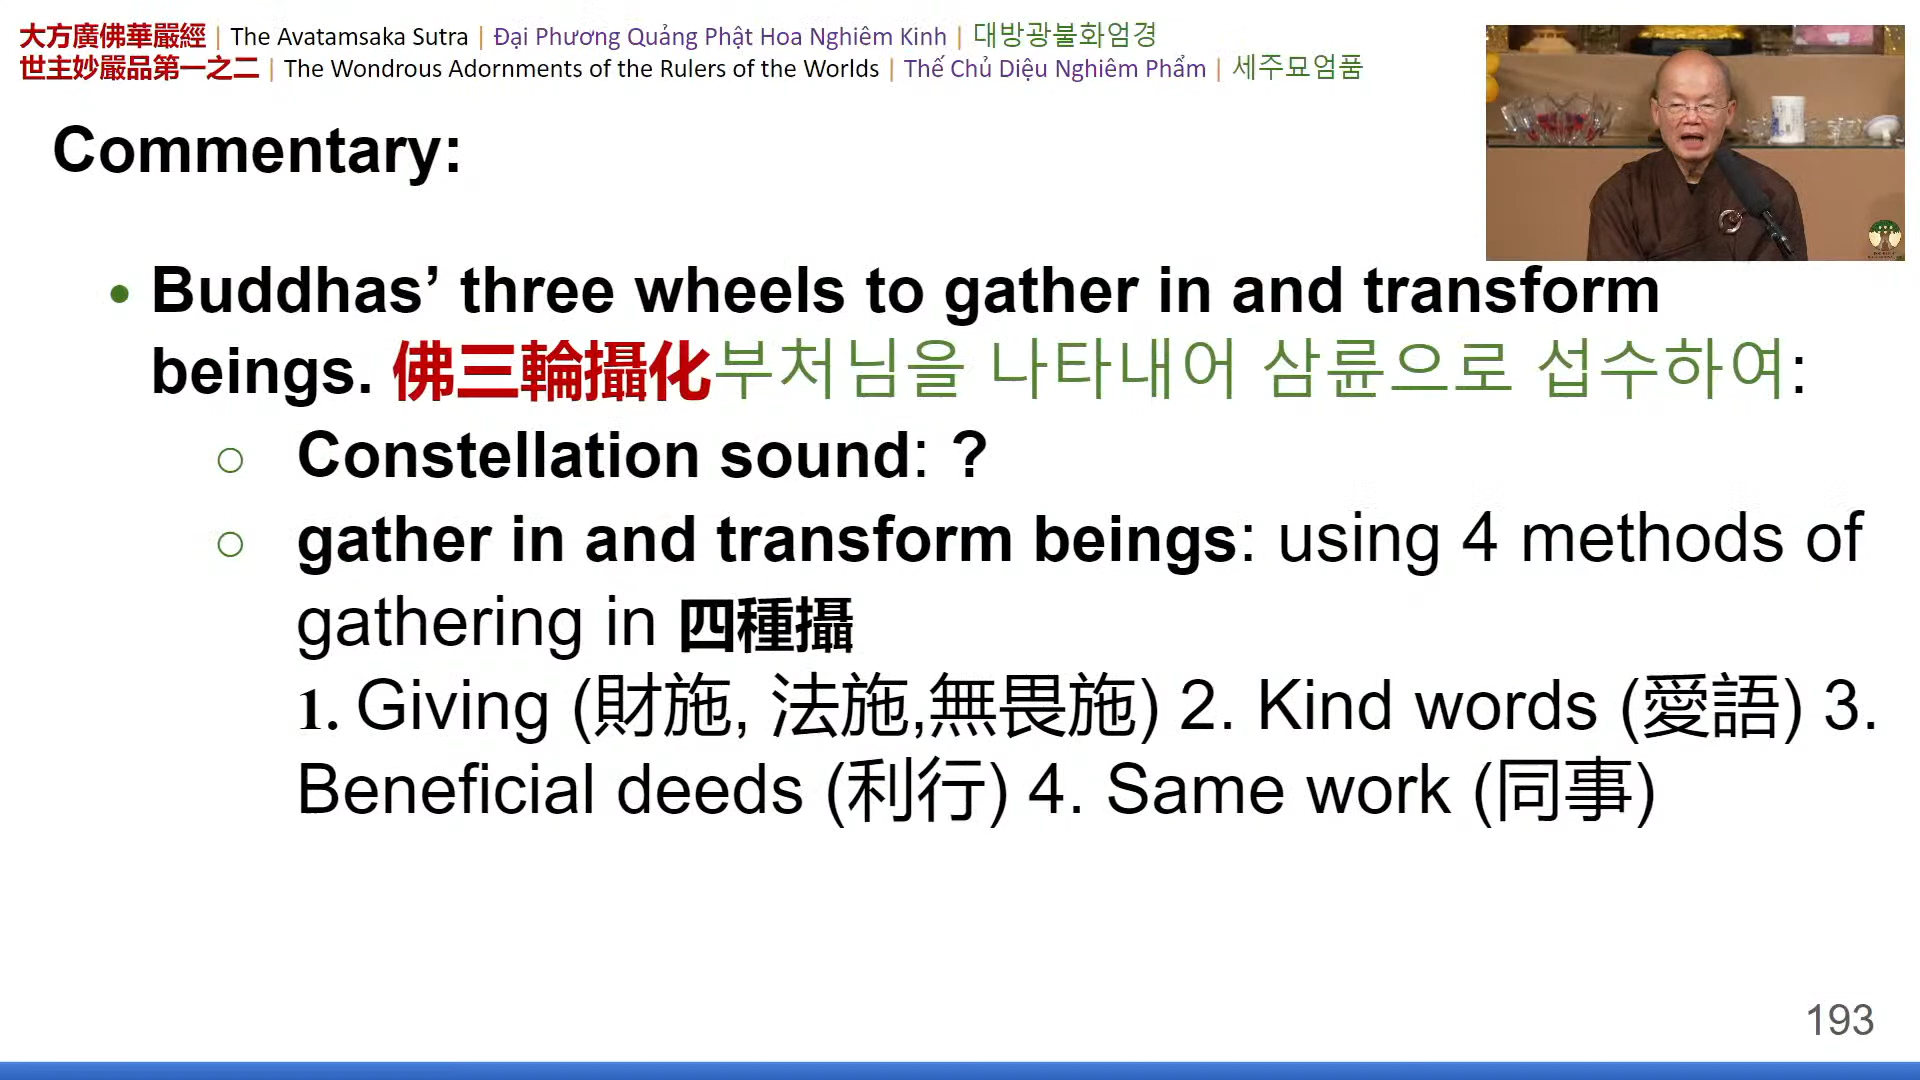 大方廣佛華嚴經 | The Avatamsaka Sutra | Đại Phương Quảng Phật Hoa Nghiêm Kinh | 대방광불화엄경
世主妙嚴品第一之二 | The Wondrous Adornments of the Rulers of the Worlds | Thế Chủ Diệu Nghiêm Phẩm | 세주묘엄품
Commentary:
• Buddhas’ three wheels to gather in and transform
beings. 佛三輪攝化부처님을 나타내어 삼륜으로 섭수하여:
○ Constellation sound: ?
○ gather in and transform beings: using 4 methods of
gathering in 四種攝
1. Giving (財施, 法施,無畏施) 2. Kind words (愛語) 3.
Beneficial deeds (利行) 4. Same work (同事)
193